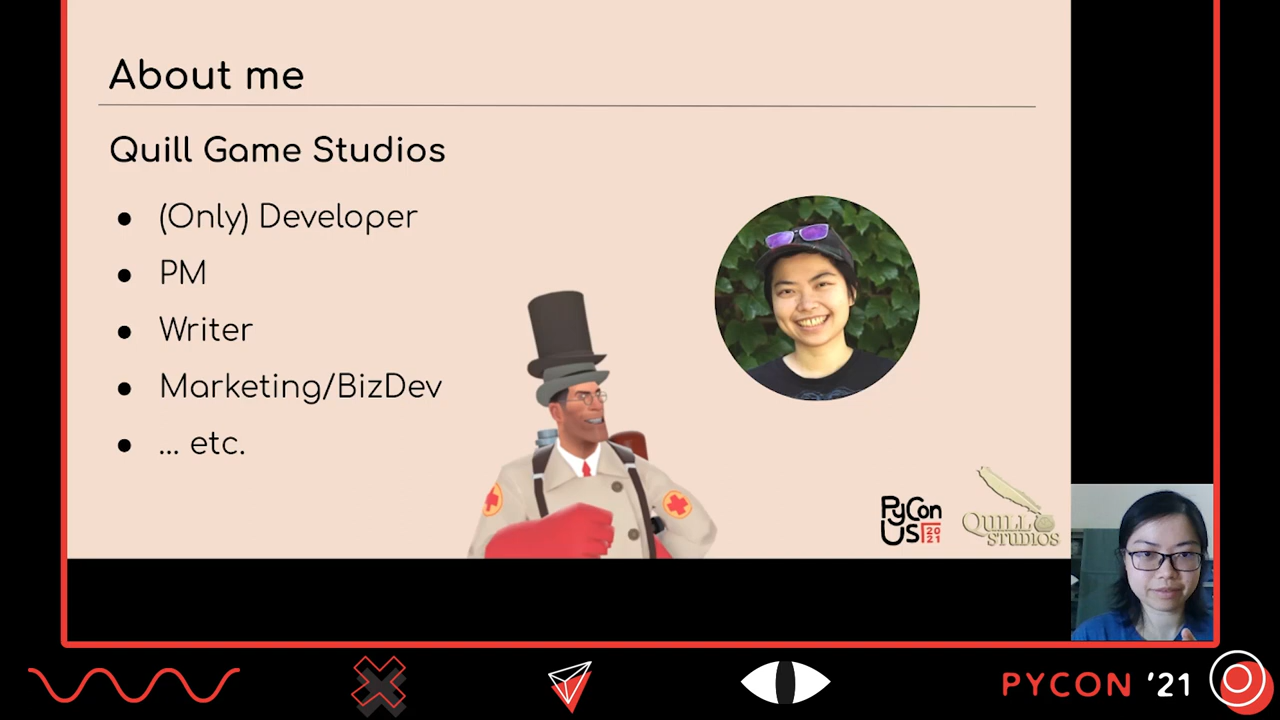 About me
Quill Game Studios
● (Only) Developer
● PM
● Writer
● Marketing/BizDev
● ... etc.
PyCon
US 2021
QUILL
STUDIOS
PYCON '21